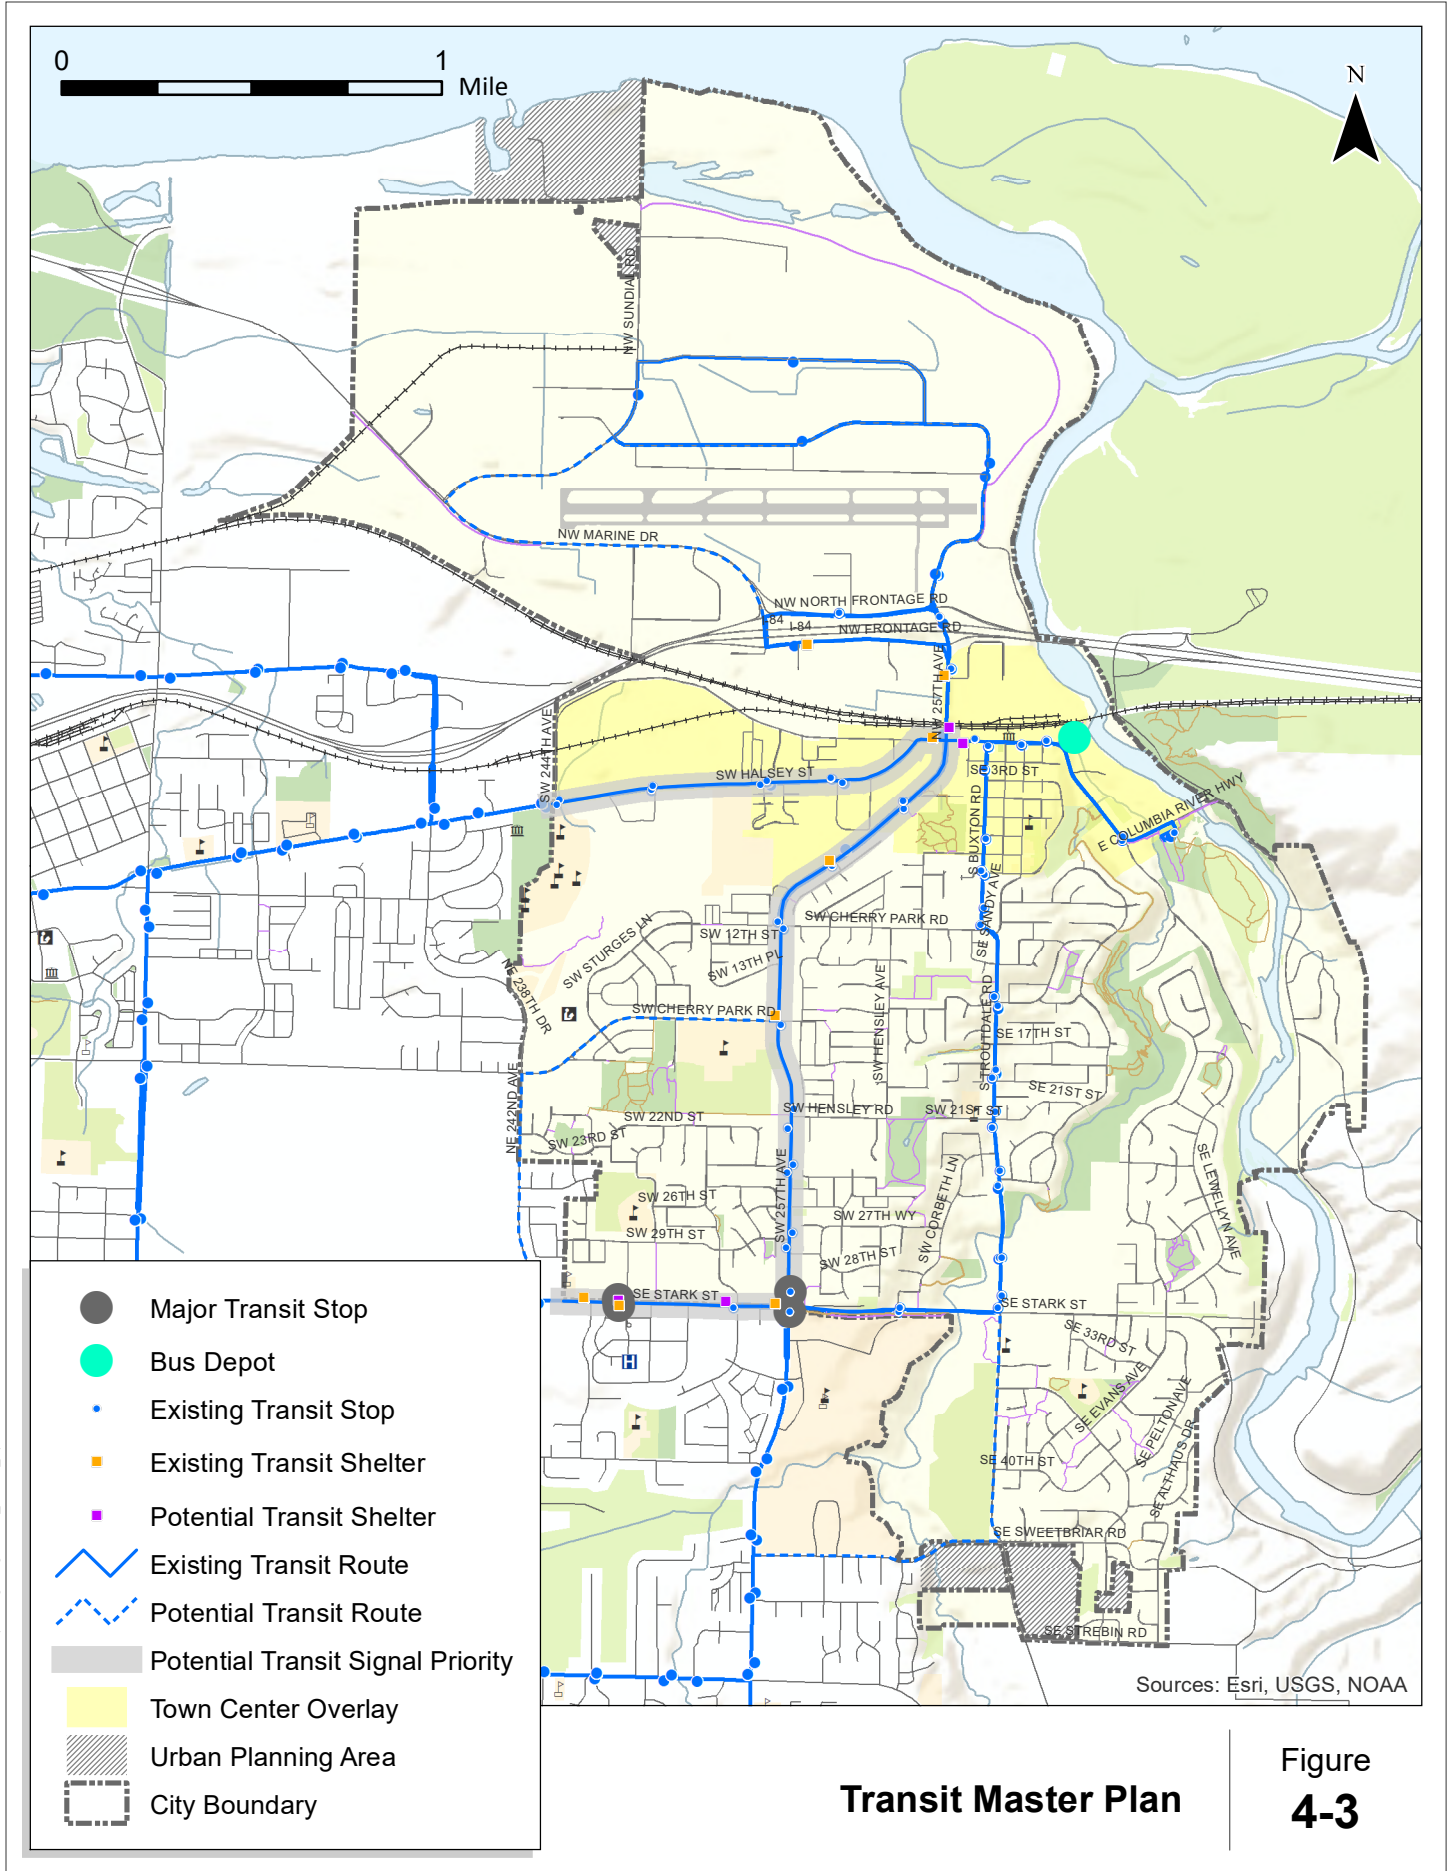 0 1
Mile
N
NW SUNDIAL RD
NW MARINE DR
NW NORTH FRONTAGE RD
I-84
I-84
NW FRONTAGE RD
NW 257TH AVE
SW 244TH AVE
SW HALSEY ST
SE 3RD ST
S BUXTON RD
E COLUMBIA RIVER HWY
SE SANDY AVE
SW CHERRY PARK RD
SW STURGES LN
SW 12TH ST
SW 13TH PL
NE 238TH DR
SW CHERRY PARK RD
SW HENSLEY AVE
S TROUTDALE RD
SE 17TH ST
SE 21ST ST
NE 242ND AVE
SW 22ND ST
SW HENSLEY RD
SW 21ST ST
SW 23RD ST
SW 257TH AVE
SW CORBETH LN
SE LEWELLYN AVE
SW 26TH ST
SW 27TH WY
SW 29TH ST
SW 28TH ST
SE STARK ST
SE STARK ST
SE 33RD ST
H
SE EVANS AVE
SE PELTON AVE
SE 40TH ST
SE ALTHAUS DR
SE SWEETBRIAR RD
SE STREBIN RD
Major Transit Stop
Bus Depot
Existing Transit Stop
Existing Transit Shelter
Potential Transit Shelter
Existing Transit Route
Potential Transit Route
Potential Transit Signal Priority
Town Center Overlay
Urban Planning Area
City Boundary
Sources: Esri, USGS, NOAA
Transit Master Plan
Figure
4-3